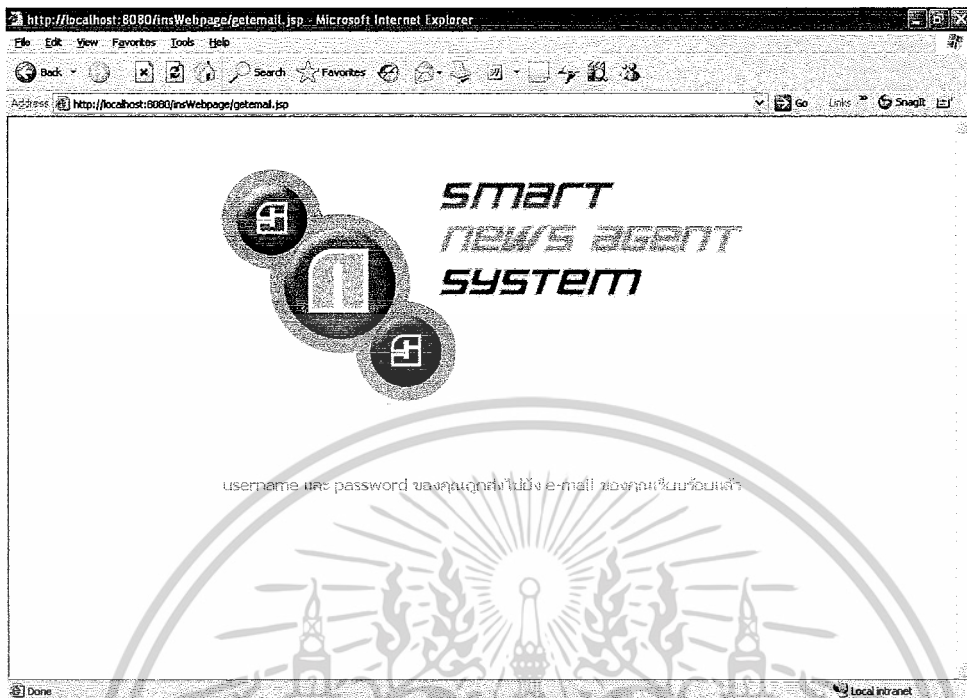 http://localhost:8080/insWebpage/getemail.jsp - Microsoft Internet Explorer
File Edit View Favorites Tools Help
Back Search Favorites
Address http://localhost:8080/insWebpage/getemail.jsp Go Links » SnagIt
smart
news agent
system
username และ password ของคุณถูกส่งไปยัง e-mail ของคุณเรียบร้อยแล้ว
Done Local intranet